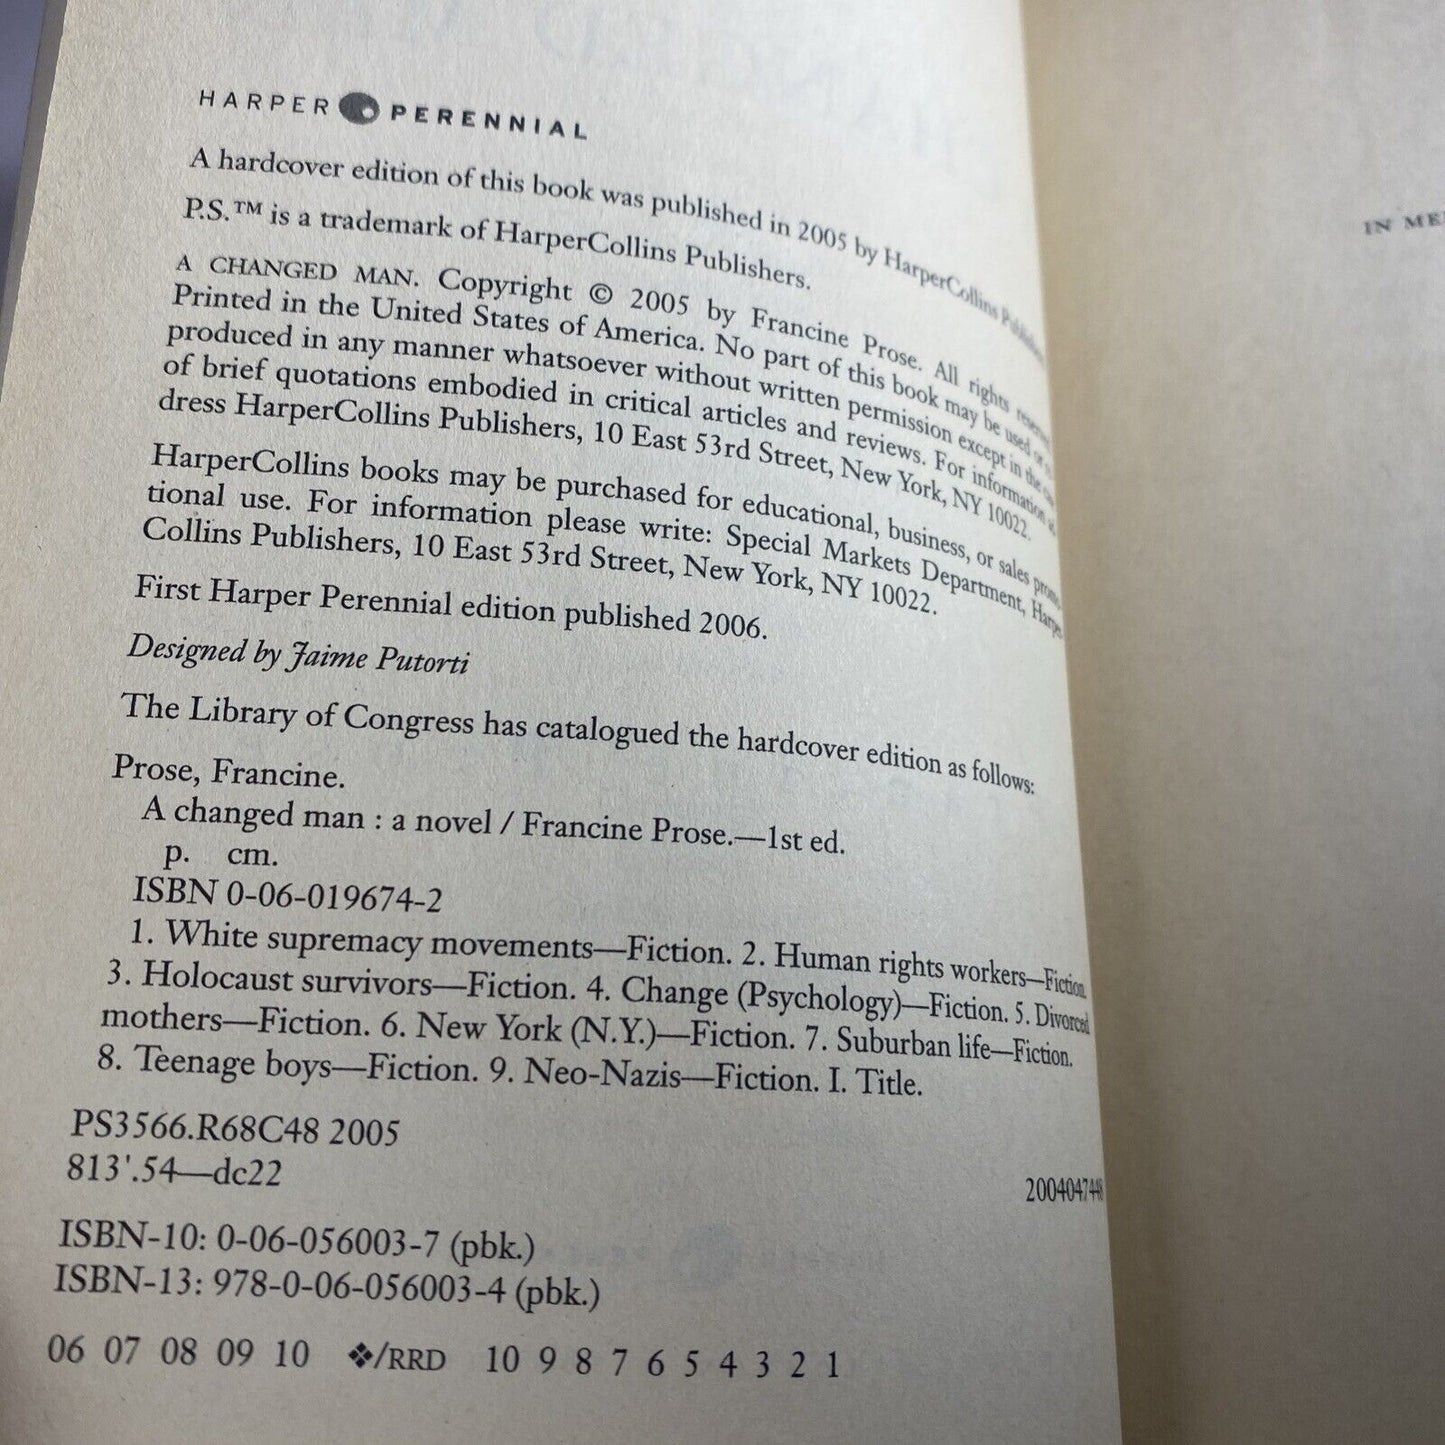 HARPER PERENNIAL
A hardcover edition of this book was published in 2005 by HarperCollins Publishers
P.S.™ is a trademark of HarperCollins Publishers.
A CHANGED MAN. Copyright © 2005 by Francine Prose. All rights reserved
Printed in the United States of America. No part of this book may be used or
produced in any manner whatsoever without written permission except in the
of brief quotations embodied in critical articles and reviews. For information
dress HarperCollins Publishers, 10 East 53rd Street, New York, NY 10022.
HarperCollins books may be purchased for educational, business, or sales promo-
tional use. For information please write: Special Markets Department, Harper
Collins Publishers, 10 East 53rd Street, New York, NY 10022.
First Harper Perennial edition published 2006.
Designed by Jaime Putorti
The Library of Congress has catalogued the hardcover edition as follows:
Prose, Francine.
A changed man : a novel / Francine Prose.—1st ed.
p. cm.
ISBN 0-06-019674-2
1. White supremacy movements—Fiction. 2. Human rights workers—Fiction.
3. Holocaust survivors—Fiction. 4. Change (Psychology)—Fiction. 5. Divorced
mothers—Fiction. 6. New York (N.Y.)—Fiction. 7. Suburban life—Fiction.
8. Teenage boys—Fiction. 9. Neo-Nazis—Fiction. I. Title.
PS3566.R68C48 2005
813'.54—dc22
2004047448
ISBN-10: 0-06-056003-7 (pbk.)
ISBN-13: 978-0-06-056003-4 (pbk.)
06 07 08 09 10 ❖/RRD 10 9 8 7 6 5 4 3 2 1
IN ME